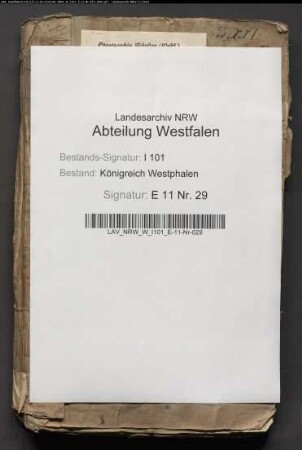 Landesarchiv NRW
Abteilung Westfalen
Bestands-Signatur: I 101
Bestand: Königreich Westphalen
Signatur: E 11 Nr. 29
LAV_NRW_W_I101_E-11-Nr-029